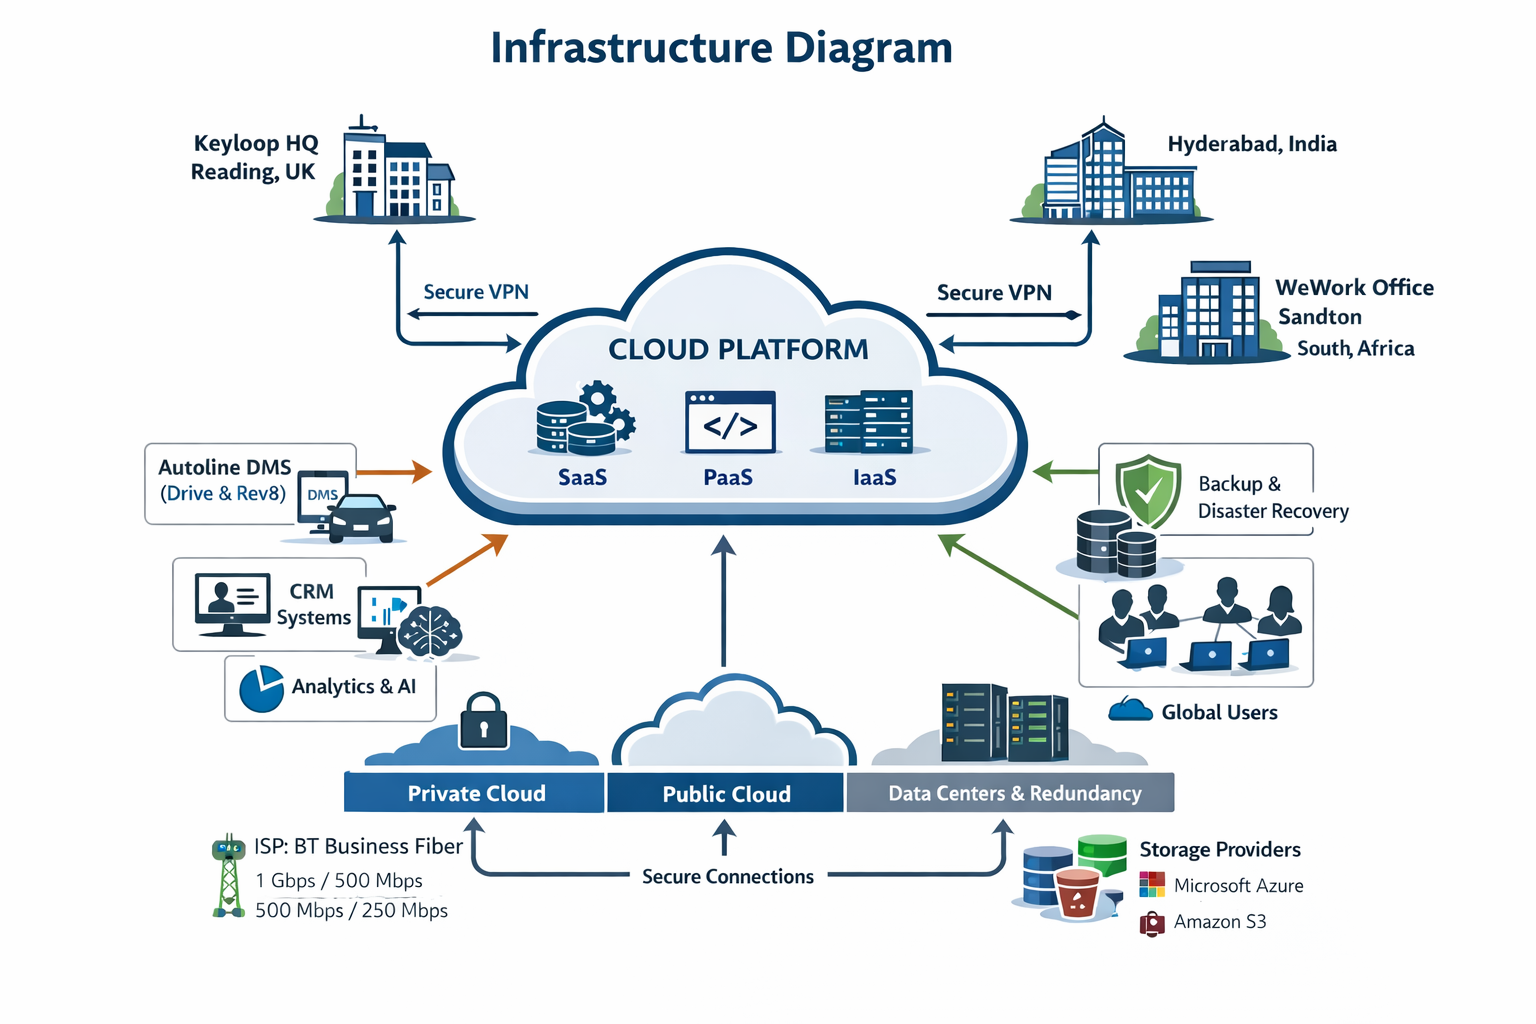 Infrastructure Diagram
Keyloop HQ
Reading, UK
Hyderabad, India
Secure VPN
Secure VPN
WeWork Office
Sandton
South, Africa
CLOUD PLATFORM
</>
SaaS
PaaS
IaaS
Autoline DMS
(Drive & Rev8)
DMS
Backup &
Disaster Recovery
CRM
Systems
Analytics & AI
Global Users
Private Cloud
Public Cloud
Data Centers & Redundancy
ISP: BT Business Fiber
1 Gbps / 500 Mbps
500 Mbps / 250 Mbps
Secure Connections
Storage Providers
Microsoft Azure
Amazon S3